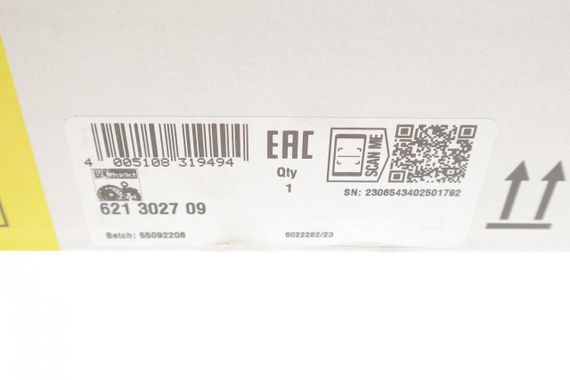 4 005108 319494
EAC
Qty
1
SCAN ME
SN: 2306543402501792
621 3027 09
Batch: 55092208
6022282/23